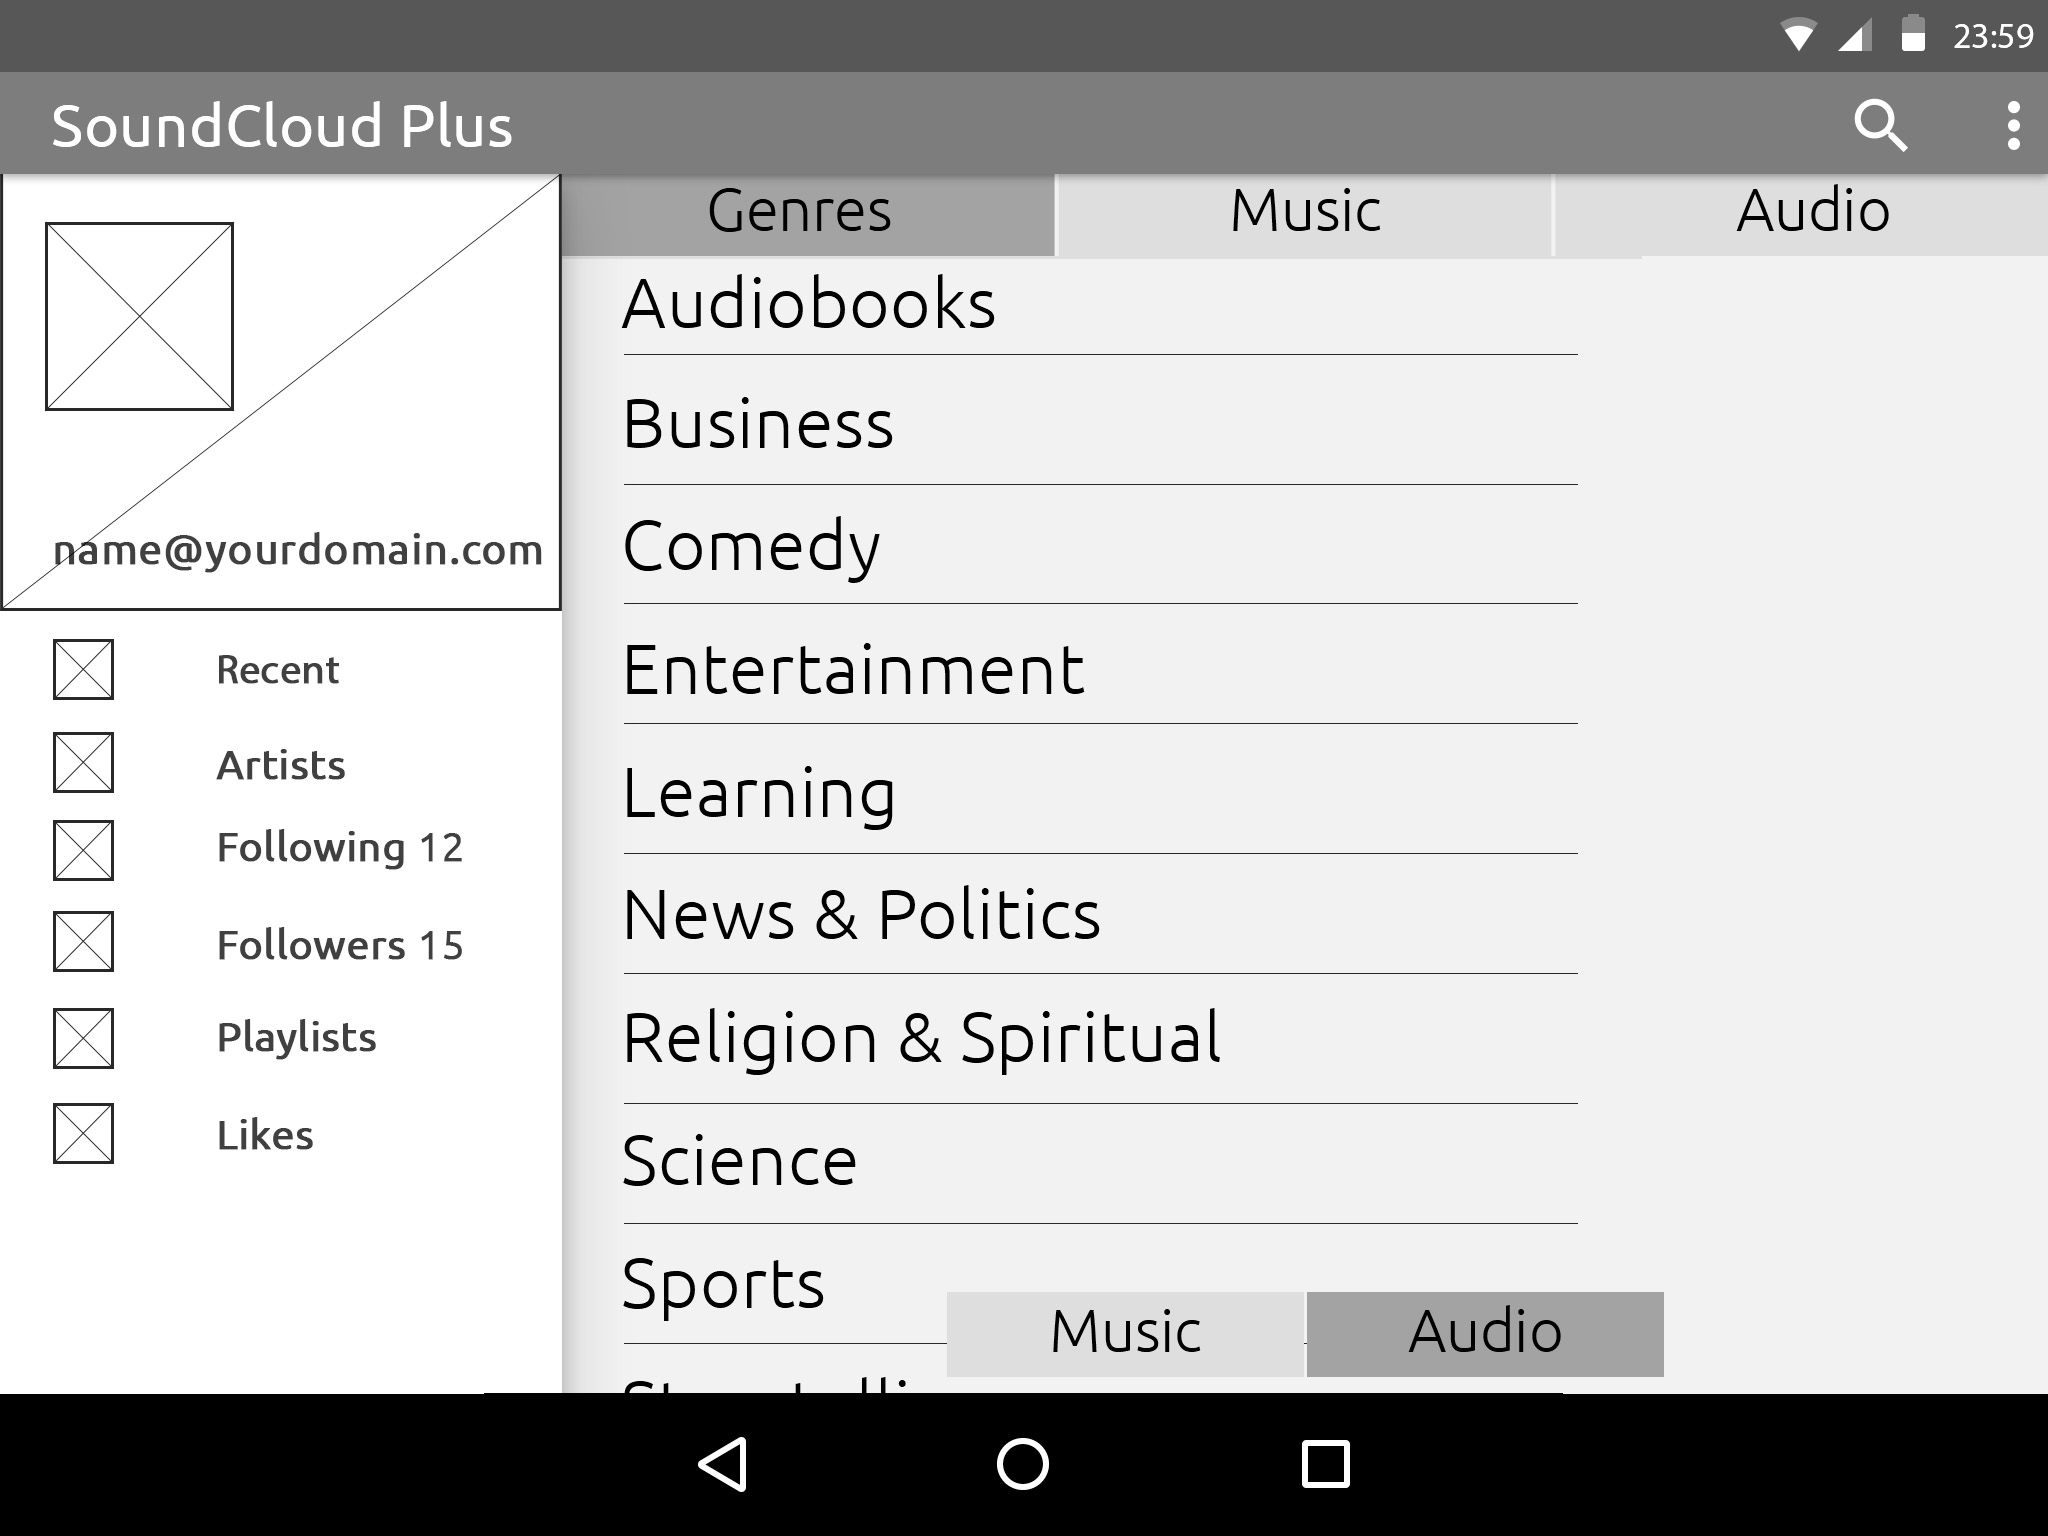 23:59
SoundCloud Plus
Genres
Music
Audio
name@yourdomain.com
Recent
Artists
Following 12
Followers 15
Playlists
Likes
Audiobooks
Business
Comedy
Entertainment
Learning
News & Politics
Religion & Spiritual
Science
Sports
Music
Audio